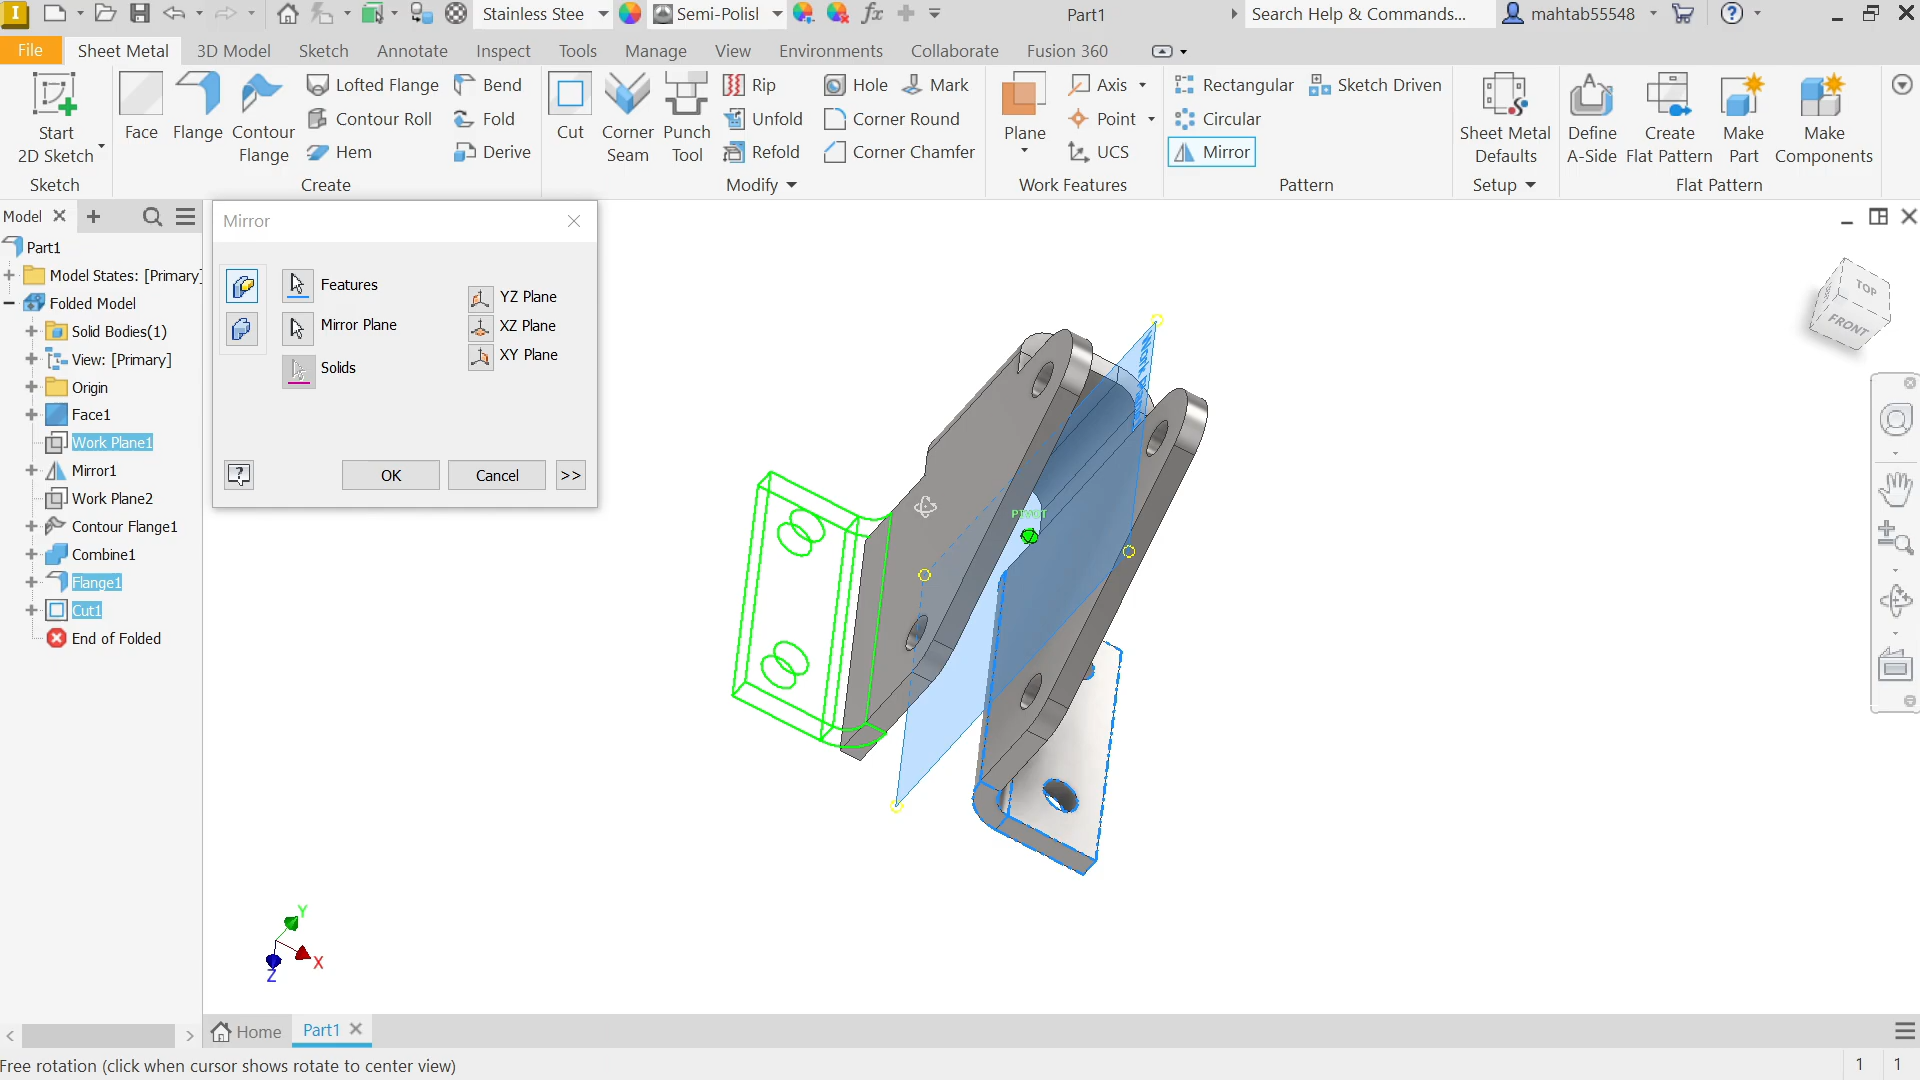 Stainless Stee
Semi-Polish
Part1
Search Help & Commands...
mahtab55548
File
Sheet Metal
3D Model
Sketch
Annotate
Inspect
Tools
Manage
View
Environments
Collaborate
Fusion 360
Start
2D Sketch
Face
Flange
Contour
Flange
Lofted Flange
Contour Roll
Hem
Bend
Fold
Derive
Cut
Corner
Seam
Punch
Tool
Rip
Unfold
Refold
Hole
Mark
Corner Round
Corner Chamfer
Plane
Axis
Point
UCS
Rectangular
Sketch Driven
Circular
Mirror
Sheet Metal
Defaults
Define
A-Side
Create
Flat Pattern
Make
Part
Make
Components
Sketch
Create
Modify
Work Features
Pattern
Setup
Flat Pattern
Model
Part1
Model States: [Primary]
Folded Model
Solid Bodies(1)
View: [Primary]
Origin
Face1
Work Plane1
Mirror1
Work Plane2
Contour Flange1
Combine1
Flange1
Cut1
End of Folded
Mirror
Features
Mirror Plane
Solids
YZ Plane
XZ Plane
XY Plane
OK
Cancel
>>
PIVOT
TOP
FRONT
Y
X
Z
Home
Part1
Free rotation (click when cursor shows rotate to center view)
1
1